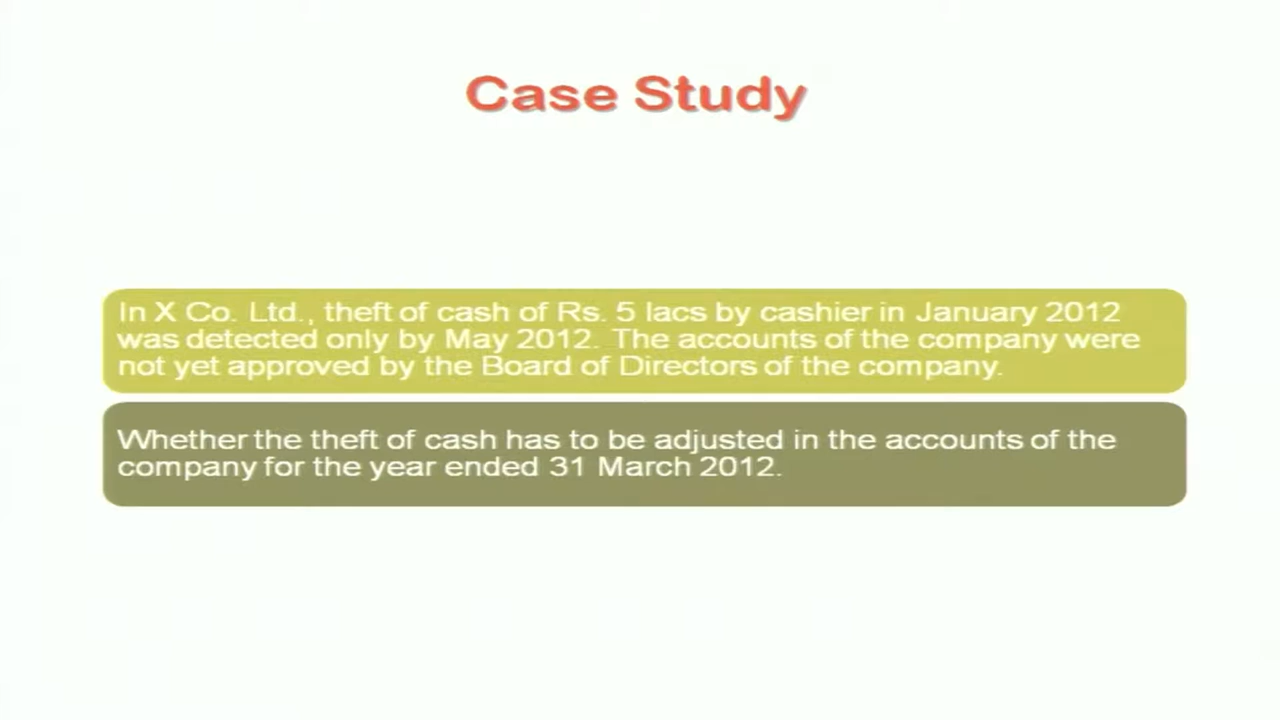 Case Study
In X Co. Ltd., theft of cash of Rs. 5 lacs by cashier in January 2012
was detected only by May 2012. The accounts of the company were
not yet approved by the Board of Directors of the company.
Whether the theft of cash has to be adjusted in the accounts of the
company for the year ended 31 March 2012.